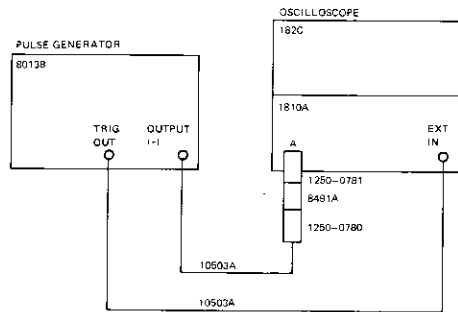 OSCILLOSCOPE
182C
PULSE GENERATOR
8013B
1810A
TRIG
OUT
OUTPUT
(-)
A
EXT
IN
1250-0781
8491A
1250-0780
10503A
10503A